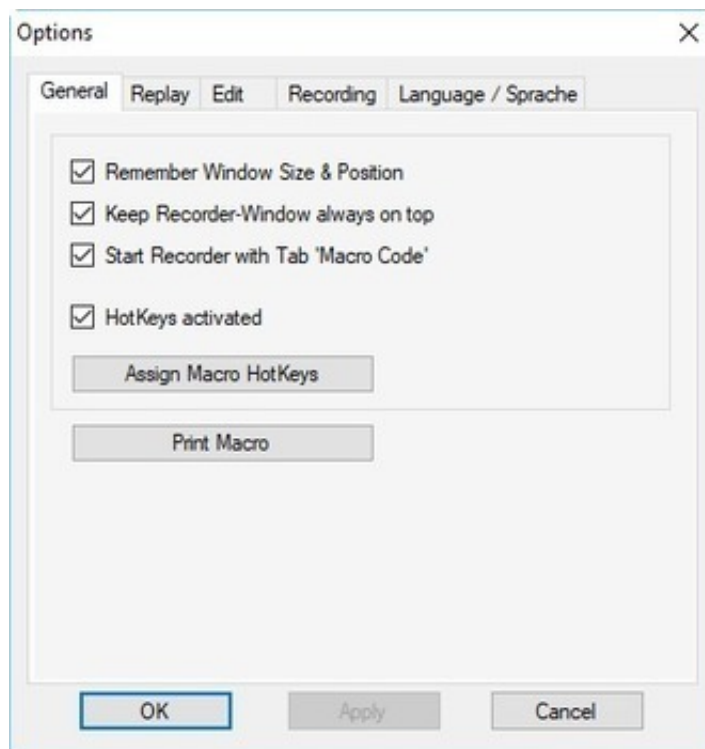 Options
General Replay Edit Recording Language / Sprache
Remember Window Size & Position
Keep Recorder-Window always on top
Start Recorder with Tab 'Macro Code'
HotKeys activated
Assign Macro HotKeys
Print Macro
OK Apply Cancel